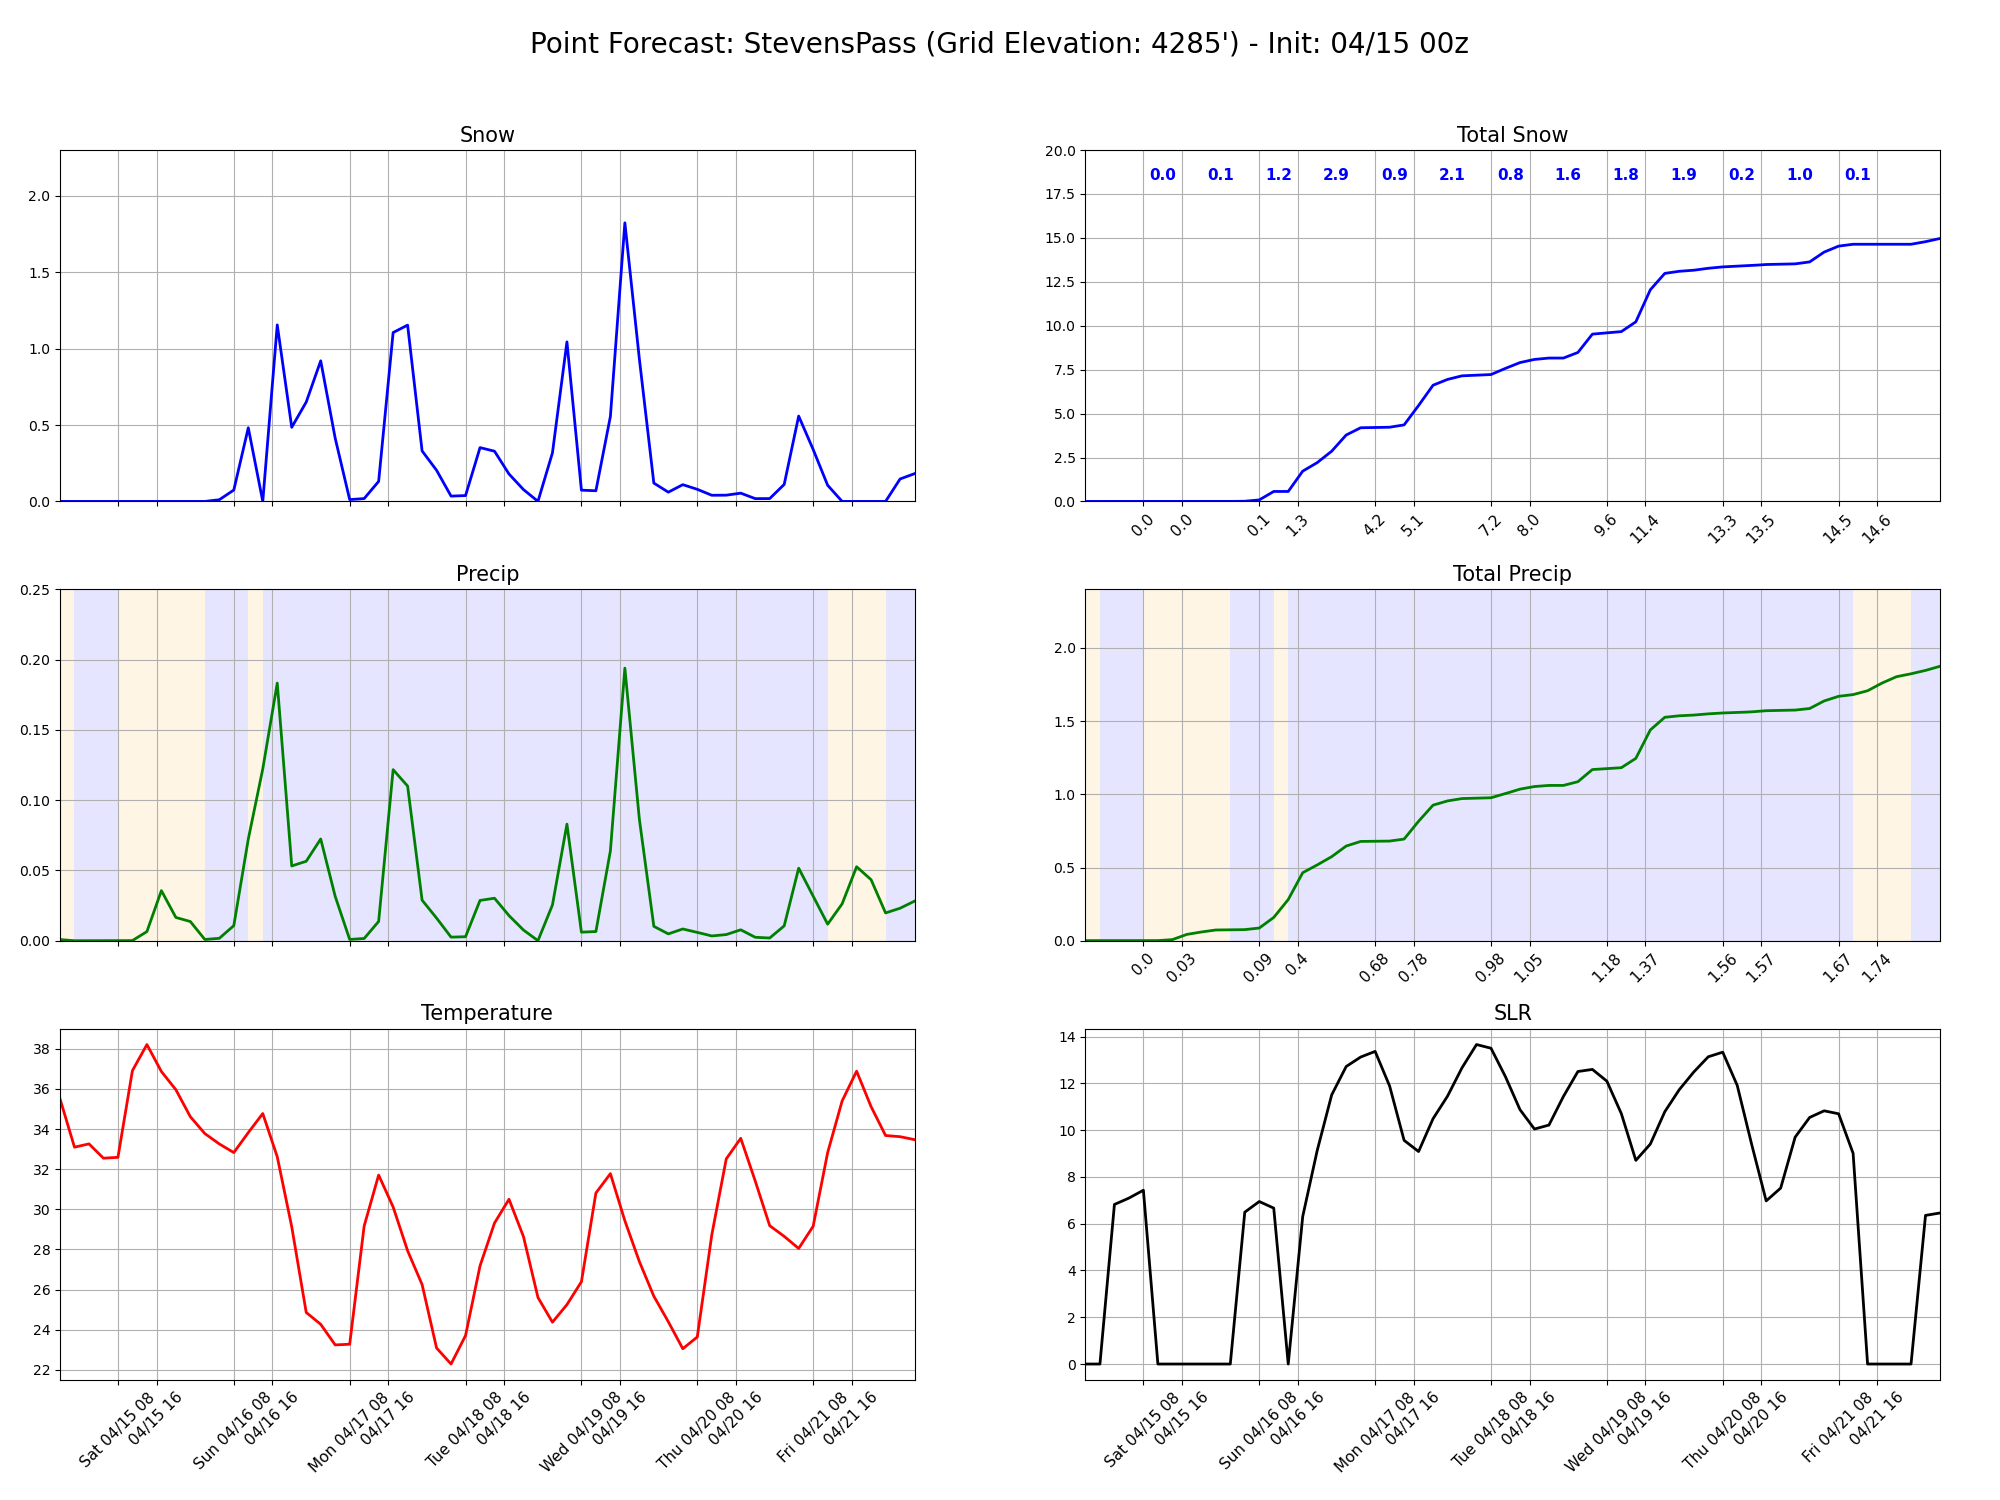 Point Forecast: StevensPass (Grid Elevation: 4285') - Init: 04/15 00z
Snow
2.0
1.5
1.0
0.5
0.0
Total Snow
20.0
17.5
15.0
12.5
10.0
7.5
5.0
2.5
0.0
0.0 0.1 1.2 2.9 0.9 2.1 0.8 1.6 1.8 1.9 0.2 1.0 0.1
0.0 0.0 0.1 1.3 4.2 5.1 7.2 8.0 9.6 11.4 13.3 13.5 14.5 14.6
Precip
0.25
0.20
0.15
0.10
0.05
0.00
Total Precip
2.0
1.5
1.0
0.5
0.0
0.0 0.03 0.09 0.4 0.68 0.78 0.98 1.05 1.18 1.37 1.56 1.57 1.67 1.74
Temperature
38
36
34
32
30
28
26
24
22
Sat 04/15 08
04/15 16
Sun 04/16 08
04/16 16
Mon 04/17 08
04/17 16
Tue 04/18 08
04/18 16
Wed 04/19 08
04/19 16
Thu 04/20 08
04/20 16
Fri 04/21 08
04/21 16
SLR
14
12
10
8
6
4
2
0
Sat 04/15 08
04/15 16
Sun 04/16 08
04/16 16
Mon 04/17 08
04/17 16
Tue 04/18 08
04/18 16
Wed 04/19 08
04/19 16
Thu 04/20 08
04/20 16
Fri 04/21 08
04/21 16